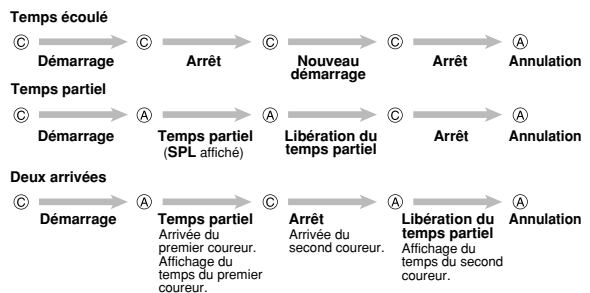 Temps écoulé
Ⓒ Ⓒ Ⓒ Ⓒ Ⓐ
Démarrage Arrêt Nouveau démarrage Arrêt Annulation
Temps partiel
Ⓒ Ⓐ Ⓐ Ⓒ Ⓐ
Démarrage Temps partiel Libération du Arrêt Annulation
(SPL affiché) temps partiel
Deux arrivées
Ⓒ Ⓐ Ⓒ Ⓐ Ⓐ
Démarrage Temps partiel Arrêt Libération du Annulation
Arrivée du Arrivée du temps partiel
premier coureur. second coureur. Affichage du
Affichage du temps du second
temps du premier coureur.
coureur.